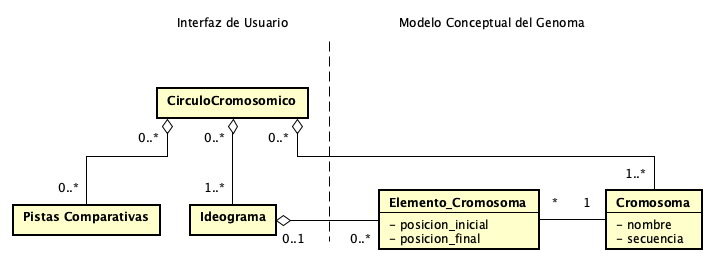 Interfaz de Usuario
Modelo Conceptual del Genoma
CirculoCromosomico
0..*
0..*
0..*
0..*
1..*
1..*
Pistas Comparativas
Ideograma
0..1
0..*
Elemento_Cromosoma
- posicion_inicial
- posicion_final
*
1
Cromosoma
- nombre
- secuencia